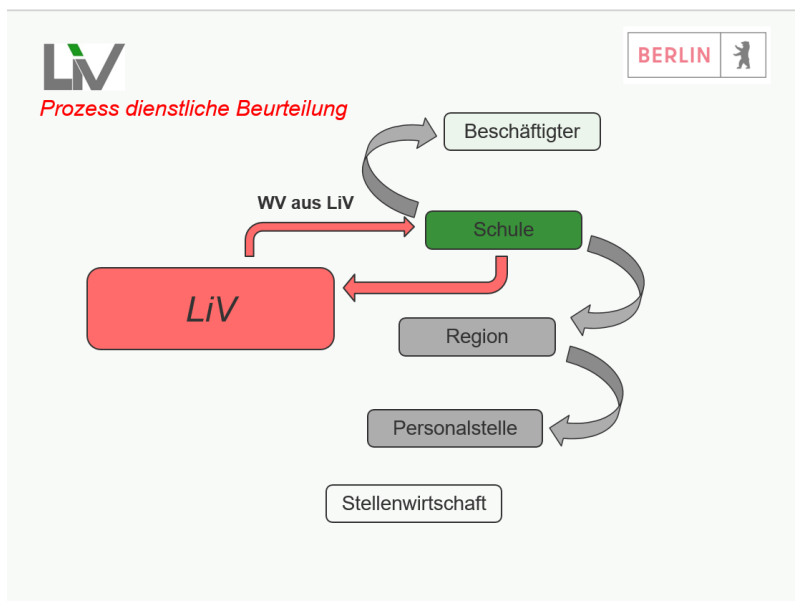 LiV
BERLIN
Prozess dienstliche Beurteilung
Beschäftigter
WV aus LiV
Schule
LiV
Region
Personalstelle
Stellenwirtschaft